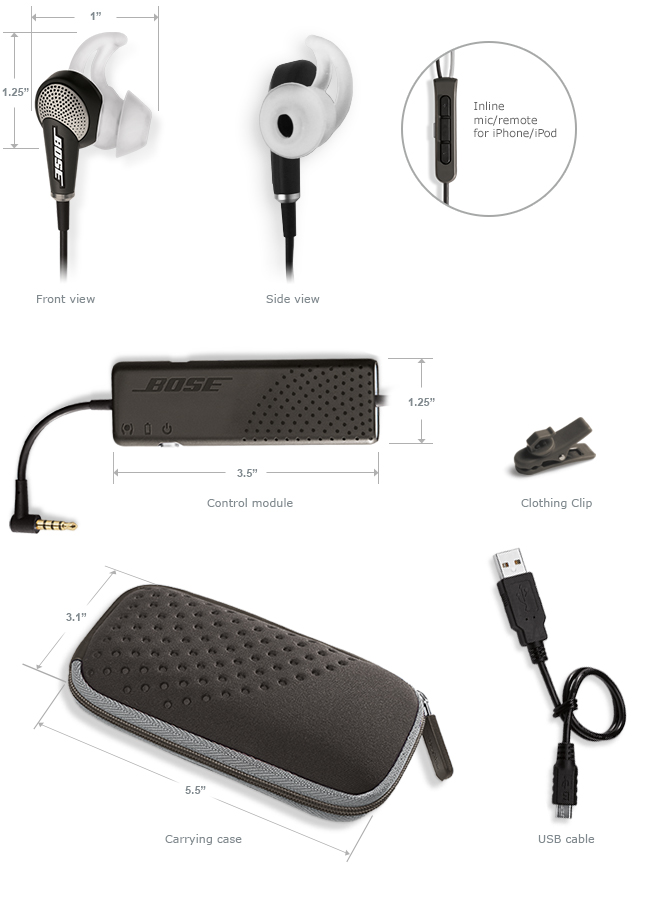 1”
1.25”
BOSE
Inline
mic/remote
for iPhone/iPod
Front view
Side view
BOSE
1.25”
3.5”
Control module
Clothing Clip
3.1”
5.5”
Carrying case
USB cable